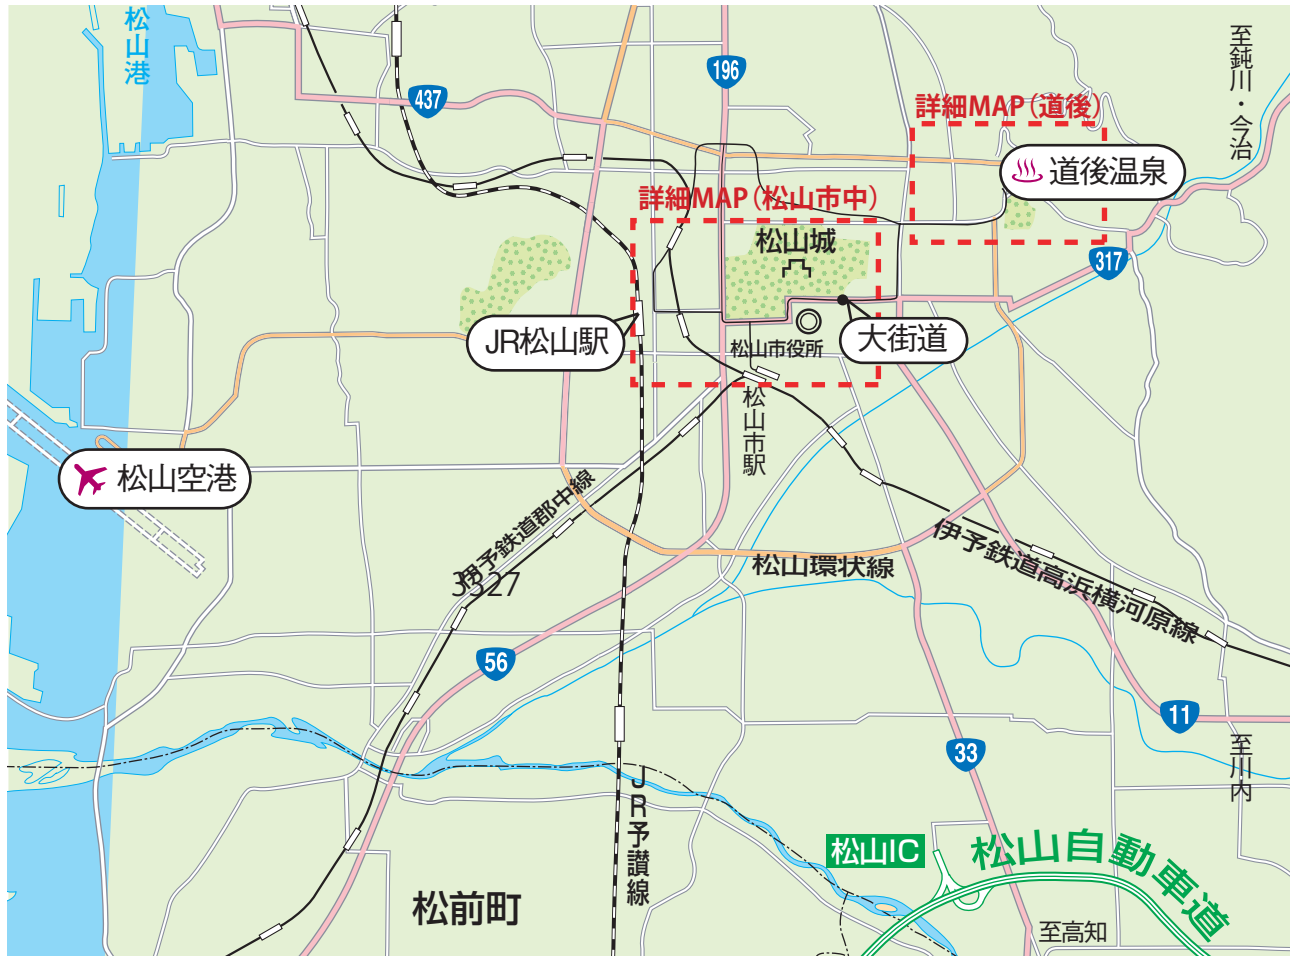 松山港
437
196
至鈍川・今治
詳細MAP（道後）
道後温泉
詳細MAP（松山市中）
松山城
317
JR松山駅
松山市役所
大街道
松山市駅
松山空港
伊予鉄道郡中線
3527
松山環状線
伊予鉄道高浜横河原線
56
11
33
至川内
JR予讃線
松山IC
松山自動車道
松前町
至高知